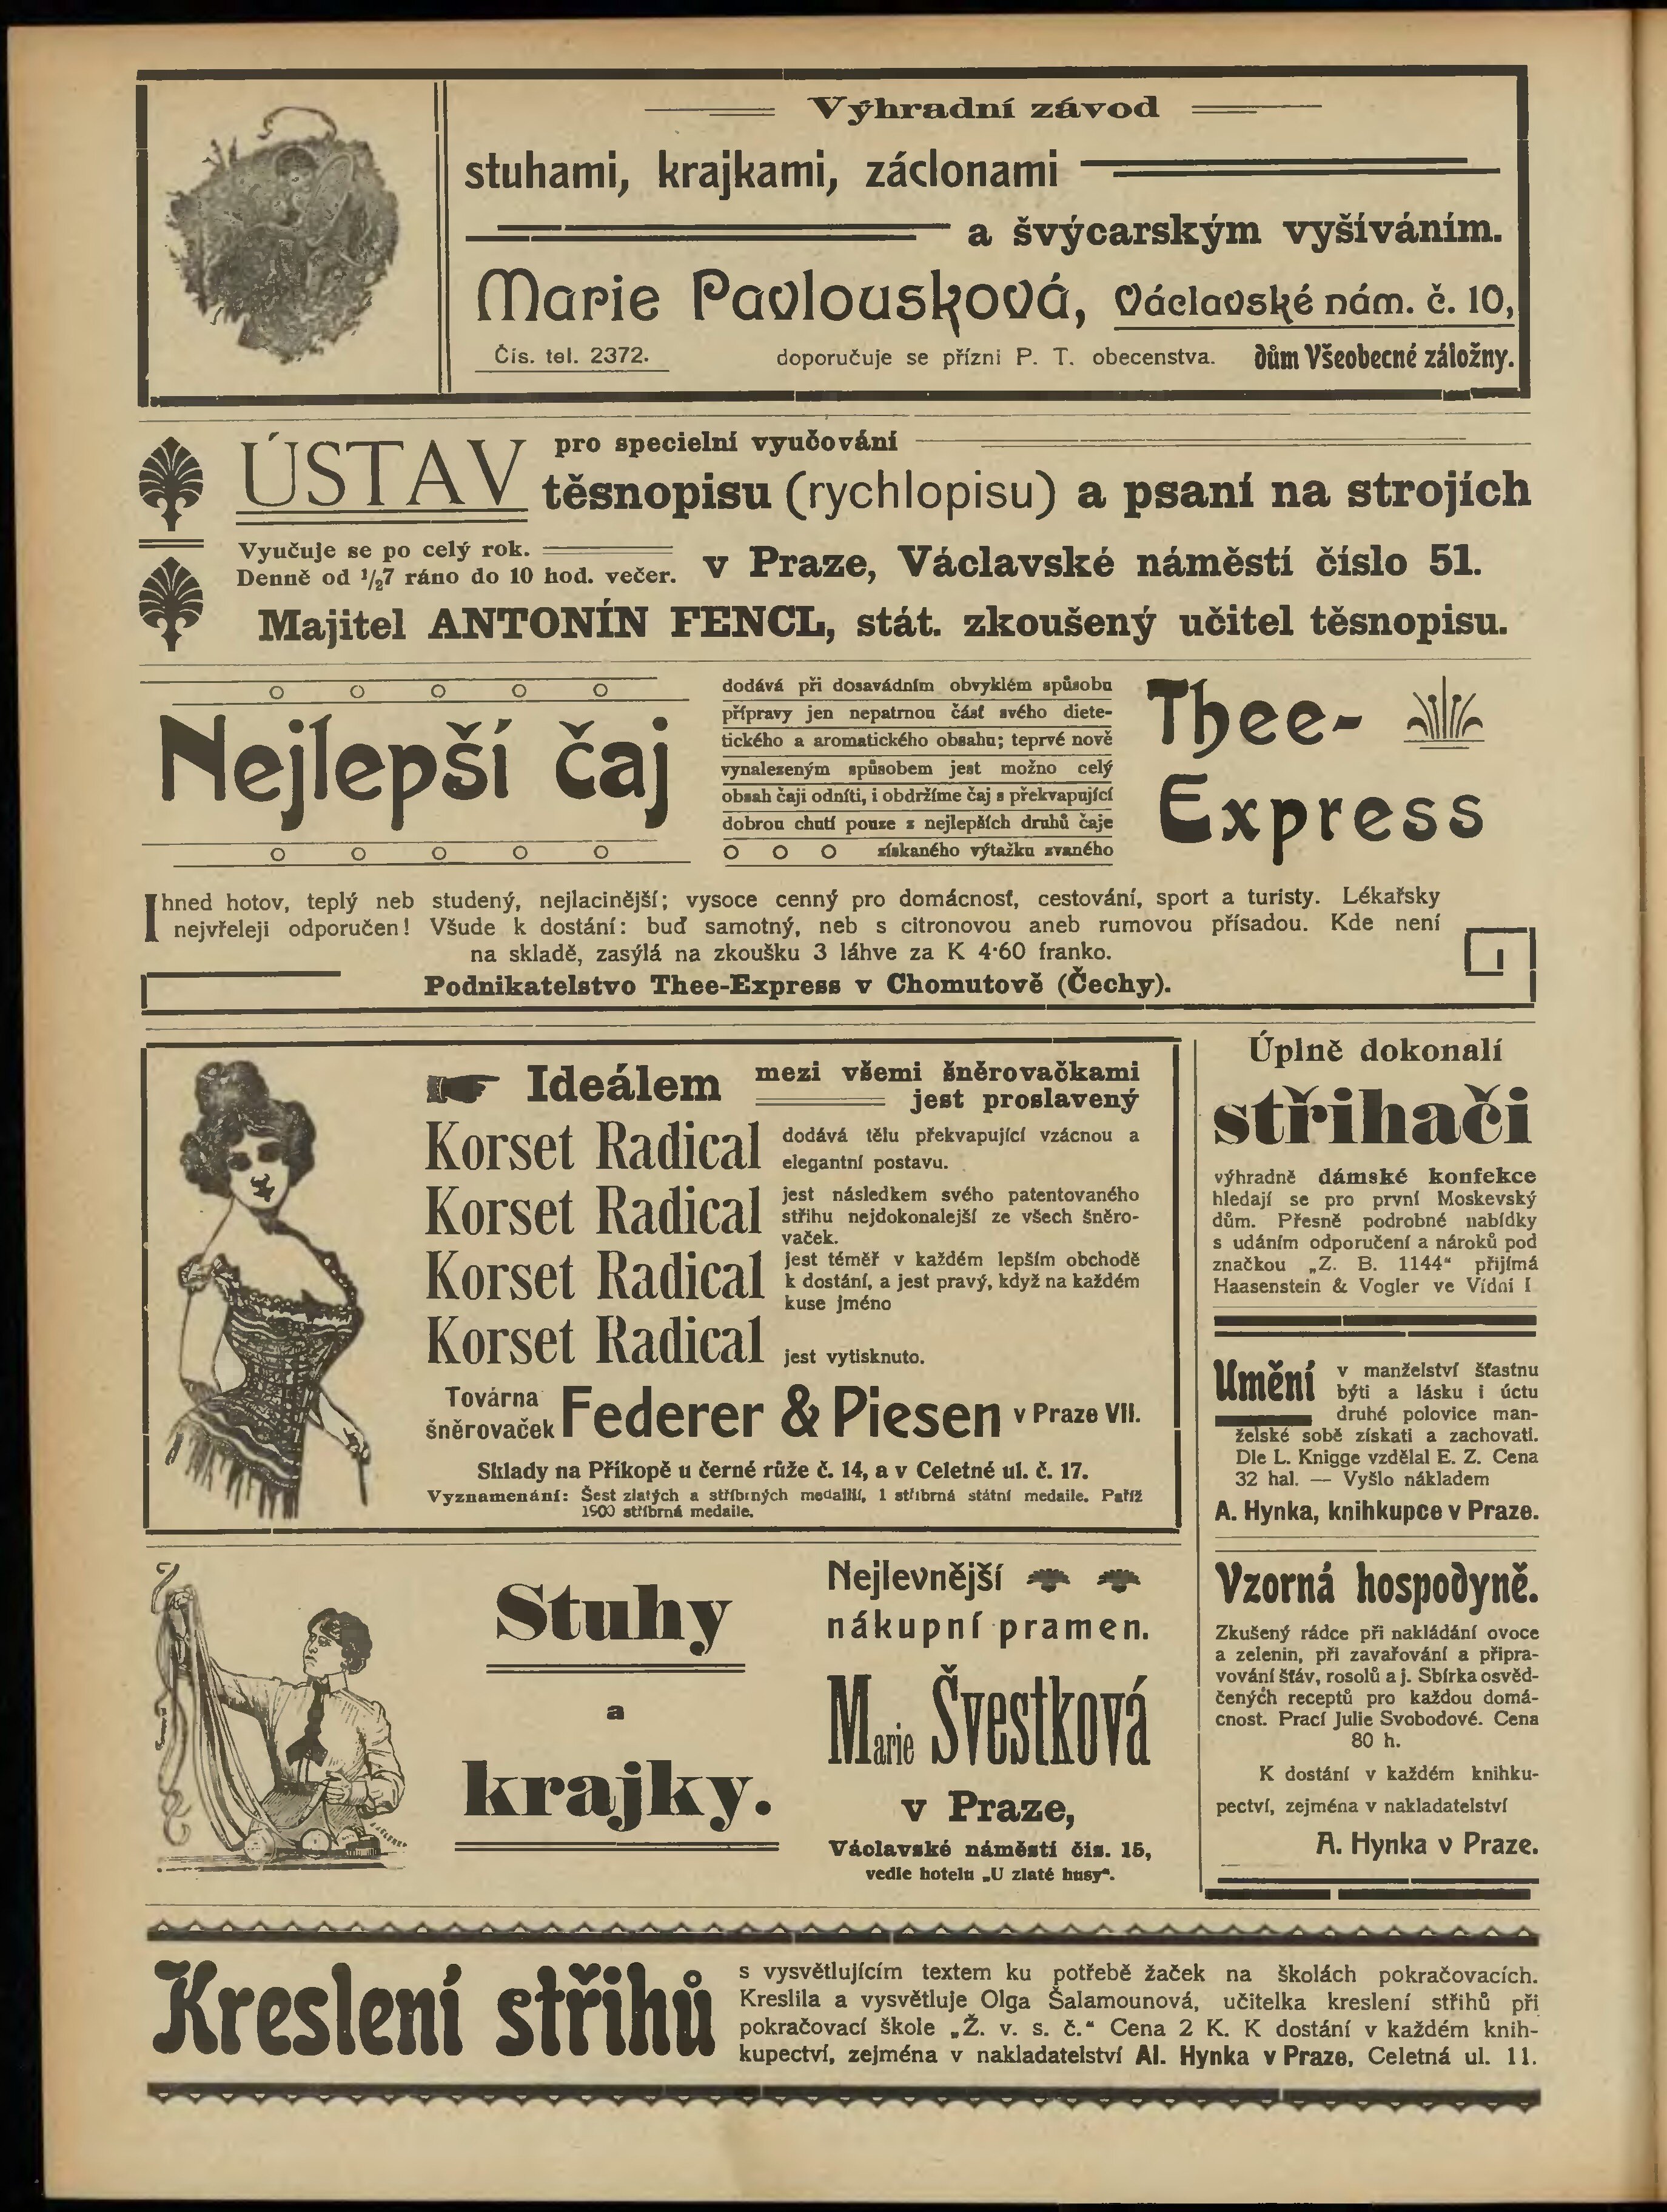 Výhradní závod
stuhami, krajkami, záclonami
a švýcarským vyšíváním.
Marie Pavlousková, Václavské nám. č. 10,
Čís. tel. 2372. doporučuje se přízni P. T. obecenstva. dům Všeobecné záložny.
ÚSTAV pro specielní vyučování
těsnopisu (rychlopisu) a psaní na strojích
Vyučuje se po celý rok.
Denně od 1/27 ráno do 10 hod. večer.
v Praze, Václavské náměstí číslo 51.
Majitel ANTONÍN FENCL, stát. zkoušený učitel těsnopisu.
Nejlepší čaj
dodává při dosavádním obvyklém spůsobu
přípravy jen nepatrnou část svého diete-
tického a aromatického obsahu; teprvé nově
vynalezeným spůsobem jest možno celý
obsah čaji odníti, i obdržíme čaj s překvapující
dobrou chutí pouze z nejlepších druhů čaje
získaného výtažku zvaného
Thee-
Express
Ihned hotov, teplý neb studený, nejlacinější; vysoce cenný pro domácnosť, cestování, sport a turisty. Lékařsky
nejvřeleji odporučen! Všude k dostání: buď samotný, neb s citronovou aneb rumovou přísadou. Kde není
na skladě, zasýlá na zkoušku 3 láhve za K 4·60 franko.
Podnikatelstvo Thee-Express v Chomutově (Čechy).
Ideálem mezi všemi šněrovačkami
jest proslavený
Korset Radical dodává tělu překvapující vzácnou a
elegantní postavu.
Korset Radical jest následkem svého patentovaného
střihu nejdokonalejší ze všech šněro-
vaček.
Korset Radical jest téměř v každém lepším obchodě
k dostání, a jest pravý, když na každém
kuse jméno
Korset Radical jest vytisknuto.
Továrna
šněrovaček Federer & Piesen v Praze VII.
Sklady na Příkopě u černé růže č. 14, a v Celetné ul. č. 17.
Vyznamenání: Šest zlatých a stříbrných medailií, 1 stříbrná státní medaile. Paříž
1900 stříbrná medaile.
Úplně dokonalí
střihači
výhradně dámské konfekce
hledají se pro první Moskevský
dům. Přesně podrobné nabídky
s udáním odporučení a nároků pod
značkou „Z. B. 1144“ přijímá
Haasenstein & Vogler ve Vídni I
Umění v manželství šťastnu
býti a lásku i úctu
druhé polovice man-
želské sobě získati a zachovati.
Dle L. Knigge vzdělal E. Z. Cena
32 hal. — Vyšlo nákladem
A. Hynka, knihkupce v Praze.
Vzorná hospodyně.
Zkušený rádce při nakládání ovoce
a zelenin, při zavařování a připra-
vování šťáv, rosolů a j. Sbírka osvěd-
čených receptů pro každou domá-
cnost. Prací Julie Svobodové. Cena
80 h.
K dostání v každém knihku-
pectví, zejména v nakladatelství
A. Hynka v Praze.
Stuhy
a
krajky.
Nejlevnější
nákupní pramen.
Marie Švestková
v Praze,
Václavské náměstí čís. 15,
vedle hotelu „U zlaté husy“.
Kreslení střihů
s vysvětlujícím textem ku potřebě žaček na školách pokračovacích.
Kreslila a vysvětluje Olga Šalamounová, učitelka kreslení střihů při
pokračovací škole „Ž. v. s. č.“ Cena 2 K. K dostání v každém knih-
kupectví, zejména v nakladatelství Al. Hynka v Praze, Celetná ul. 11.